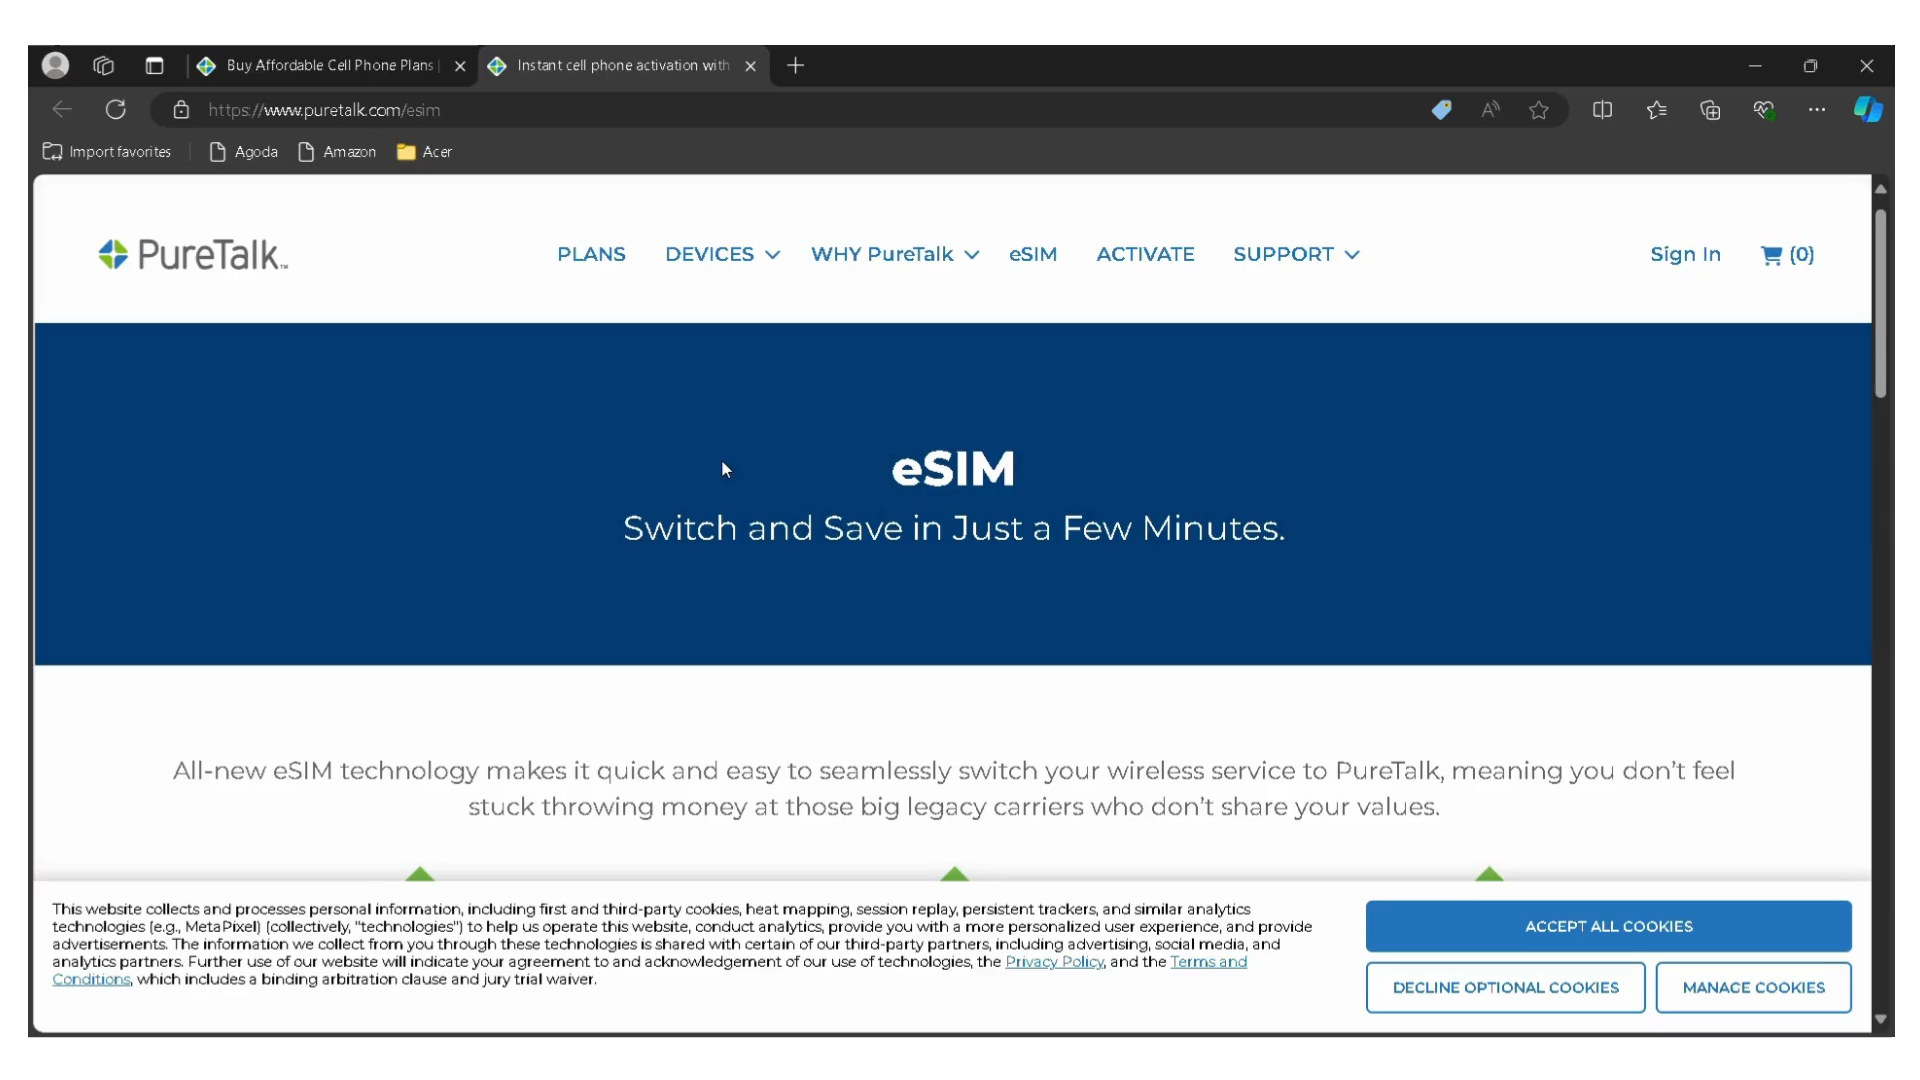 Buy Affordable Cell Phone Plans |
Instant cell phone activation with
https://www.puretalk.com/esim
Import favorites
Agoda
Amazon
Acer
PureTalk
PLANS
DEVICES
WHY PureTalk
eSIM
ACTIVATE
SUPPORT
Sign In
(0)
eSIM
Switch and Save in Just a Few Minutes.
All-new eSIM technology makes it quick and easy to seamlessly switch your wireless service to PureTalk, meaning you don't feel
stuck throwing money at those big legacy carriers who don't share your values.
This website collects and processes personal information, including first and third-party cookies, heat mapping, session replay, persistent trackers, and similar analytics
technologies (e.g., MetaPixel) (collectively, "technologies") to help us operate this website, conduct analytics, provide you with a more personalized user experience, and provide
advertisements. The information we collect from you through these technologies is shared with certain of our third-party partners, including advertising, social media, and
analytics partners. Further use of our website will indicate your agreement to and acknowledgement of our use of technologies, the Privacy Policy, and the Terms and
Conditions, which includes a binding arbitration clause and jury trial waiver.
ACCEPT ALL COOKIES
DECLINE OPTIONAL COOKIES
MANAGE COOKIES